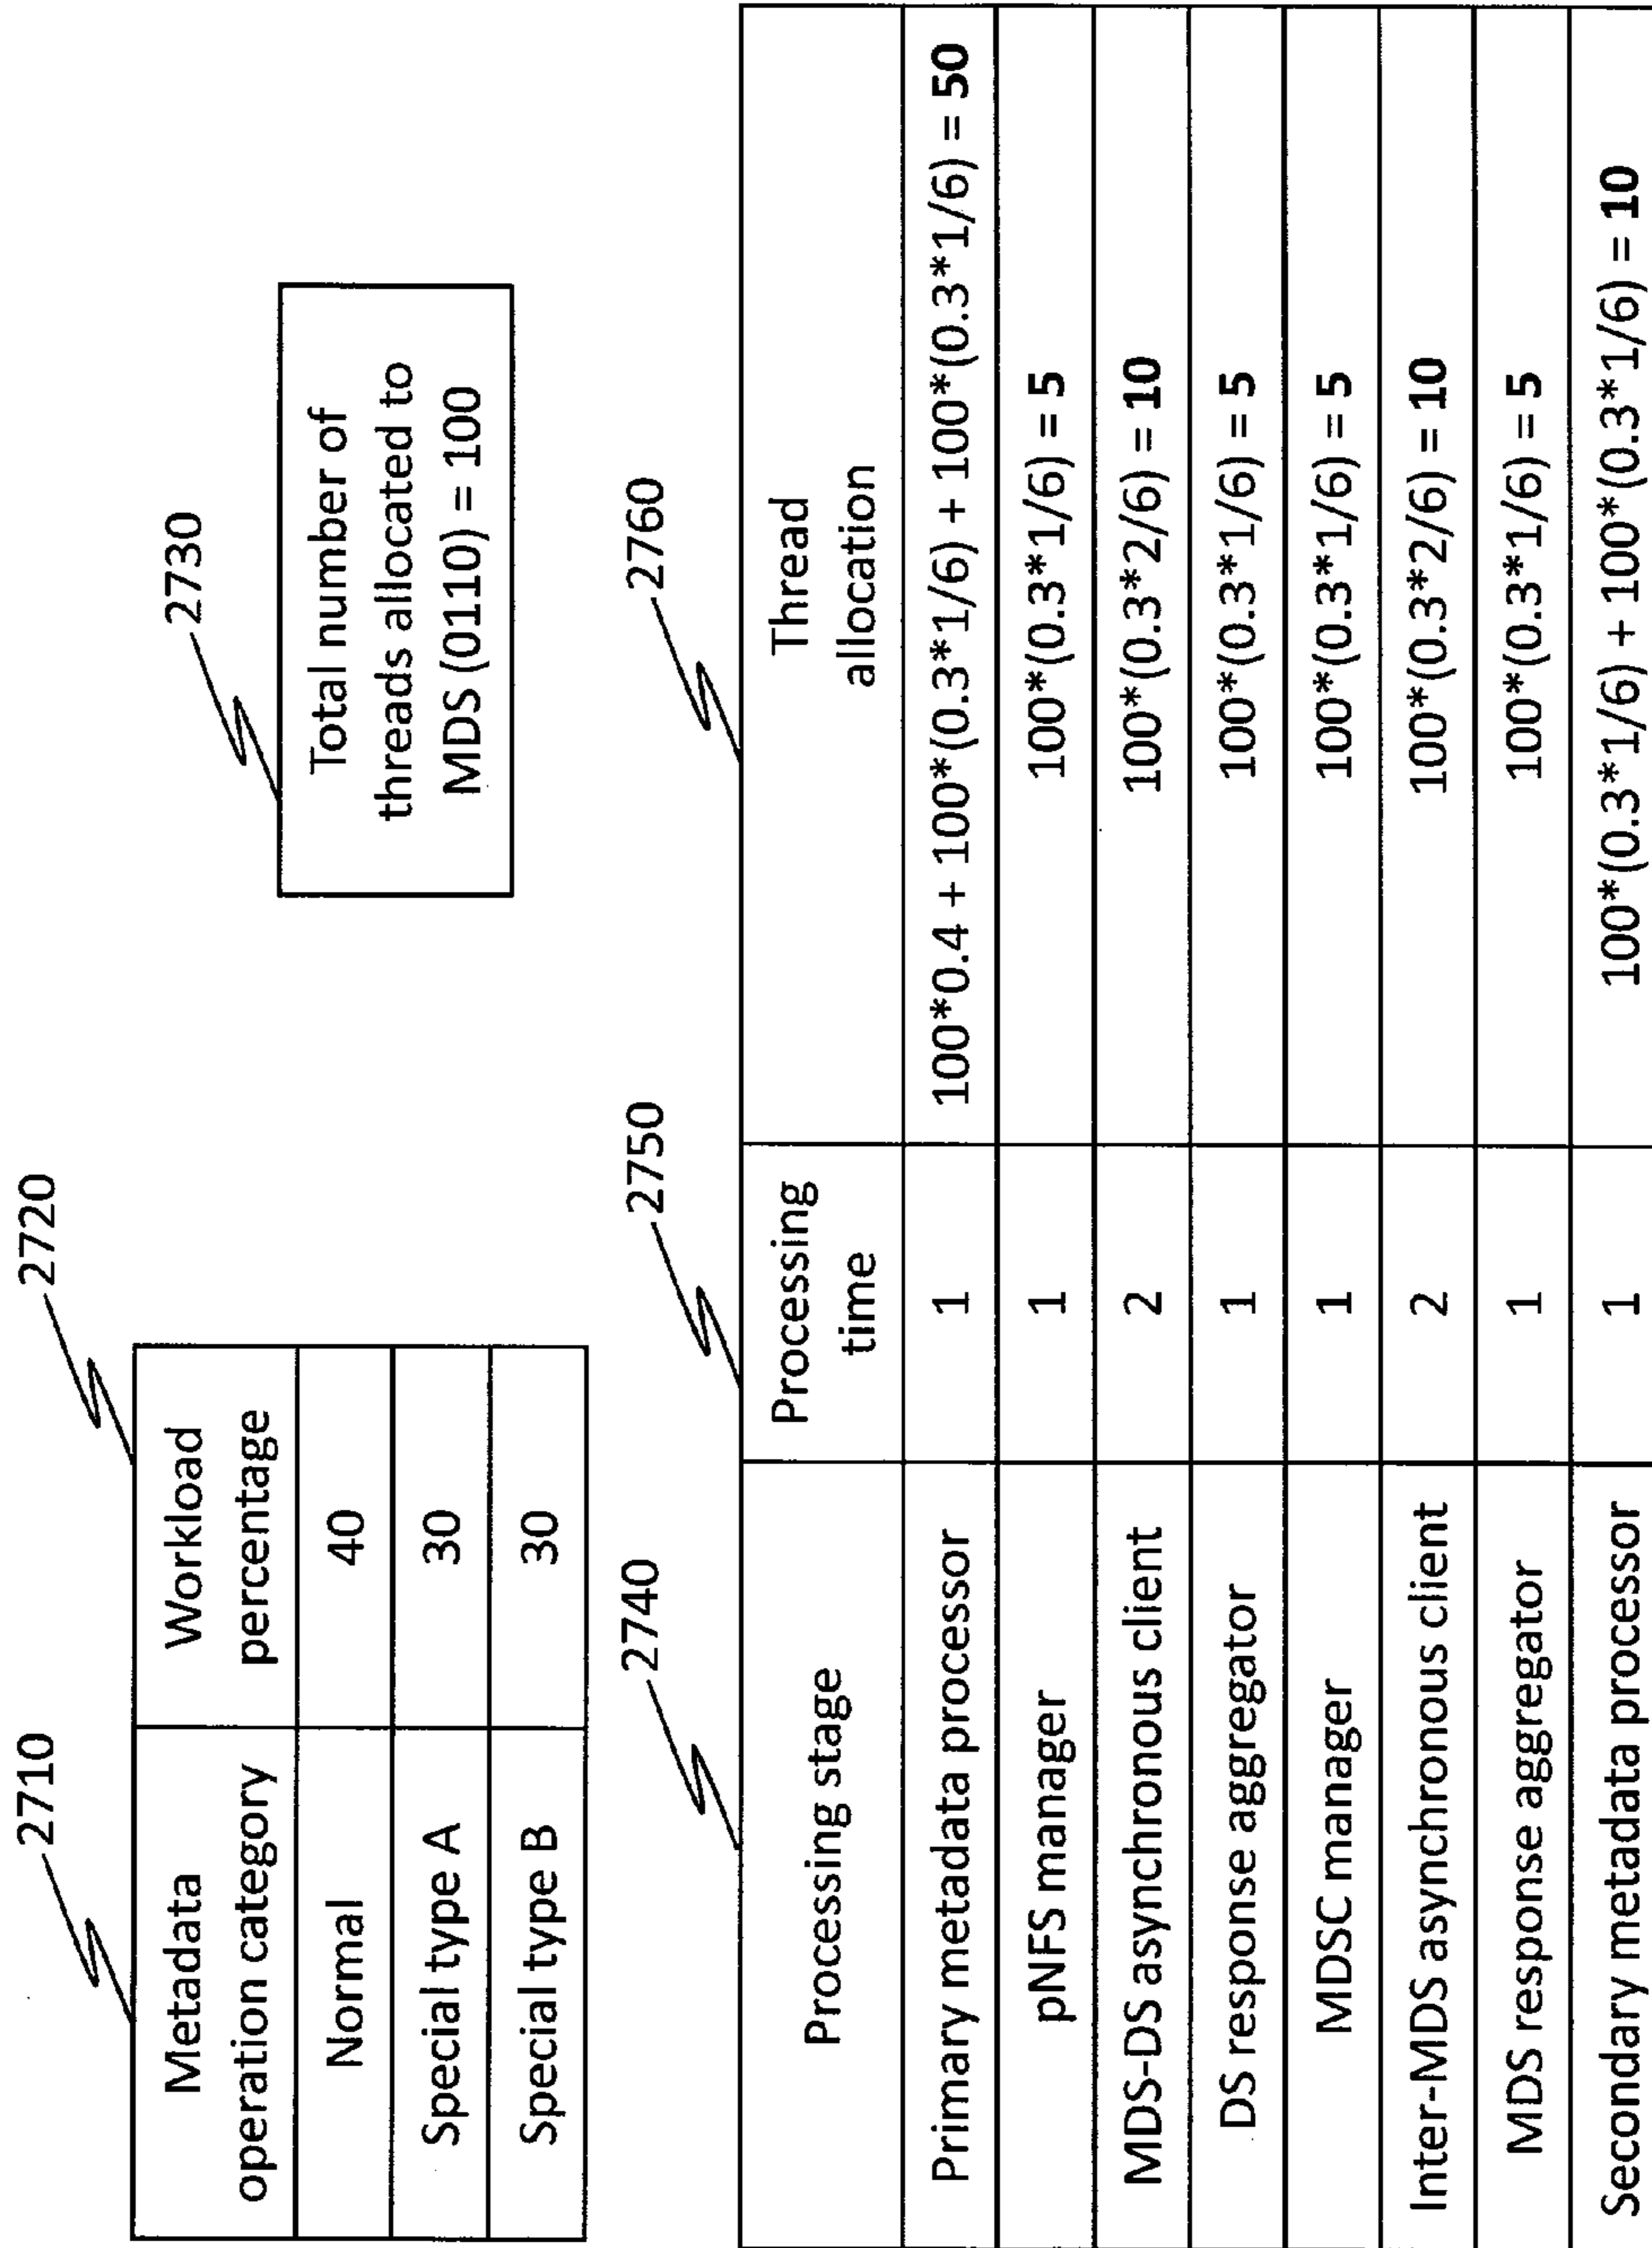 2710
2720
2730
Metadata
operation category
Workload
percentage
Normal
40
Special type A
30
Special type B
30
Total number of
threads allocated to
MDS (0110) = 100
2740
2750
2760
Processing stage
Processing
time
Thread
allocation
Primary metadata processor
1
100*0.4 + 100*(0.3*1/6) + 100*(0.3*1/6) = 50
pNFS manager
1
100*(0.3*1/6) = 5
MDS-DS asynchronous client
2
100*(0.3*2/6) = 10
DS response aggregator
1
100*(0.3*1/6) = 5
MDSC manager
1
100*(0.3*1/6) = 5
Inter-MDS asynchronous client
2
100*(0.3*2/6) = 10
MDS response aggregator
1
100*(0.3*1/6) = 5
Secondary metadata processor
1
100*(0.3*1/6) + 100*(0.3*1/6) = 10